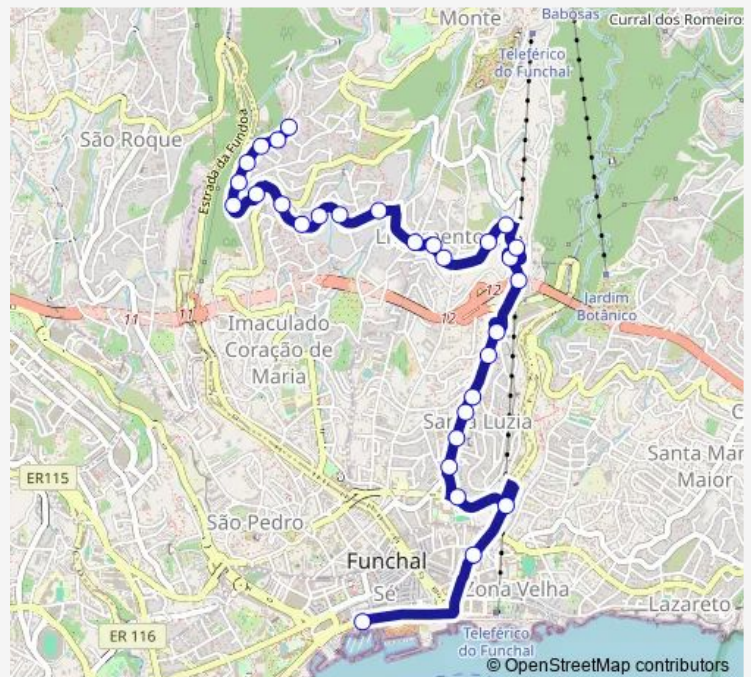 Monte
Babosas
Curral dos Romeiros
Teleférico
do Funchal
São Roque
Estrada da Fundoa
Jardim
Botânico
11
11
12
12
Imaculado
Coração de
Maria
Santa Luzia
Santa Mar
Maior
ER115
São Pedro
Funchal
Sé
Zona Velha
Lazareto
ER 116
Teleférico
do Funchal
© OpenStreetMap contributors